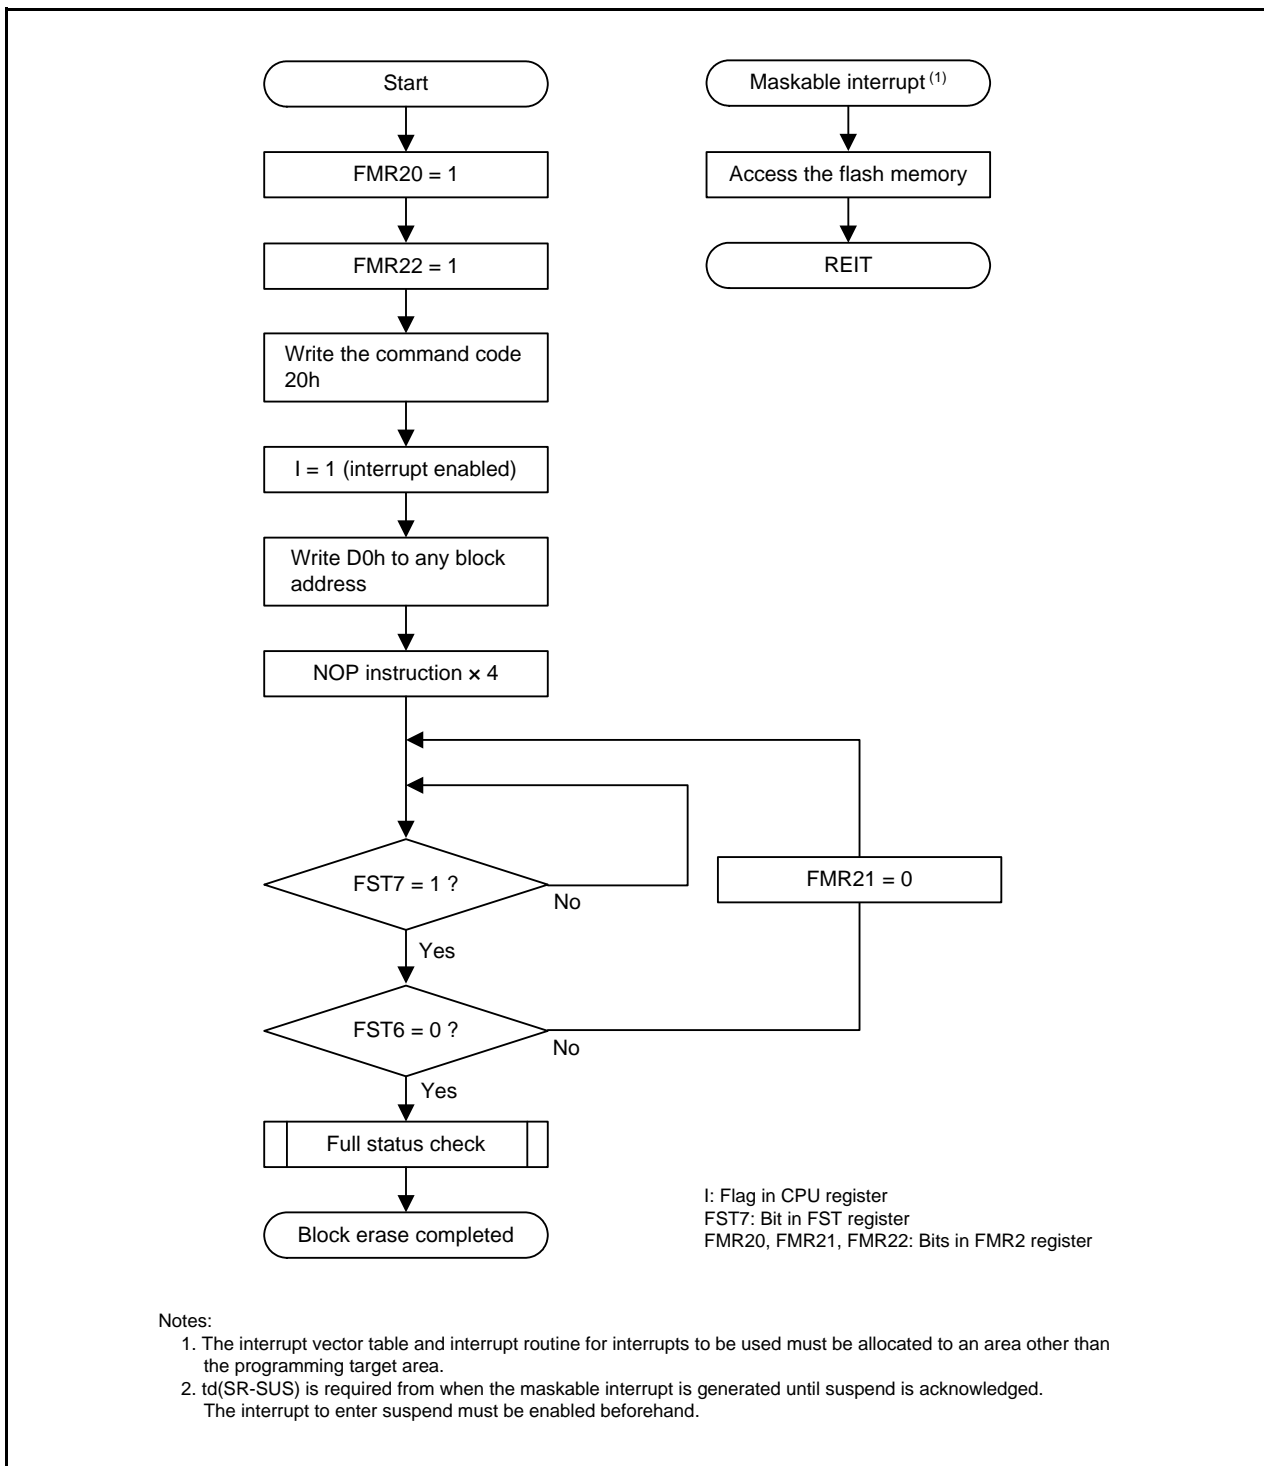 Start
FMR20 = 1
FMR22 = 1
Write the command code
20h
I = 1 (interrupt enabled)
Write D0h to any block
address
NOP instruction × 4
FST7 = 1 ?
No
Yes
FMR21 = 0
FST6 = 0 ?
No
Yes
Full status check
Block erase completed
Maskable interrupt (1)
Access the flash memory
REIT
I: Flag in CPU register
FST7: Bit in FST register
FMR20, FMR21, FMR22: Bits in FMR2 register
Notes:
1. The interrupt vector table and interrupt routine for interrupts to be used must be allocated to an area other than
the programming target area.
2. td(SR-SUS) is required from when the maskable interrupt is generated until suspend is acknowledged.
The interrupt to enter suspend must be enabled beforehand.